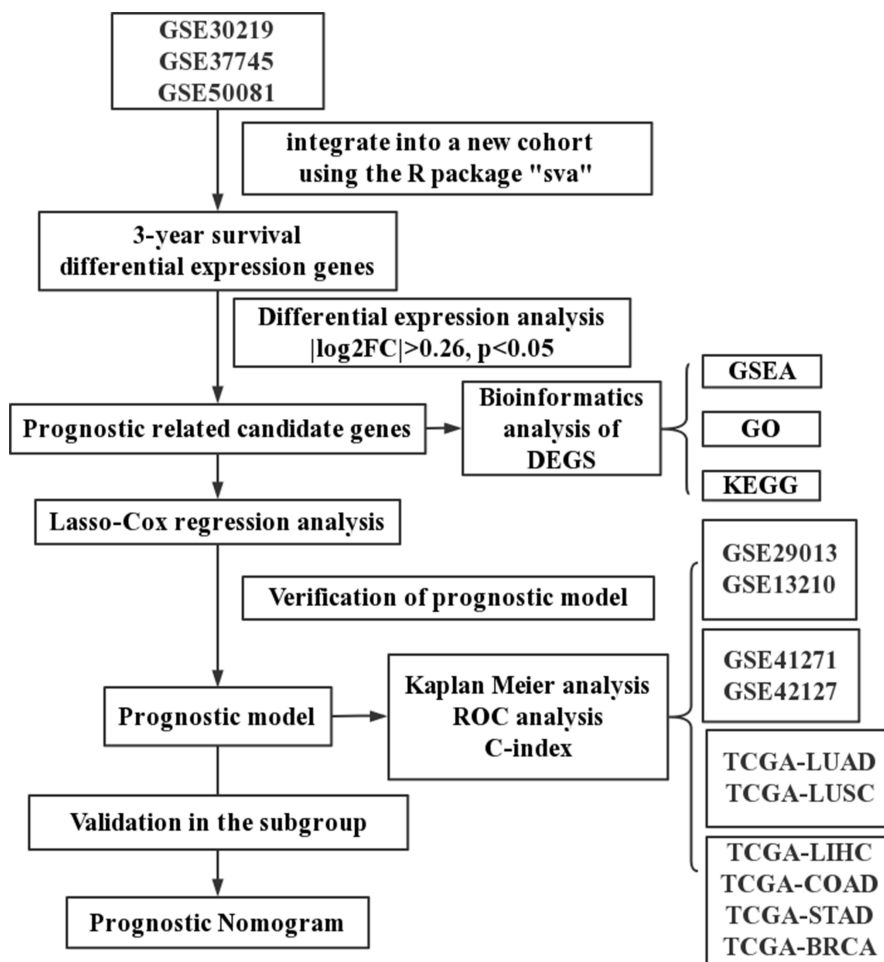 GSE30219
GSE37745
GSE50081
integrate into a new cohort
using the R package "sva"
3-year survival
differential expression genes
Differential expression analysis
|log2FC|>0.26, p<0.05
Prognostic related candidate genes
Bioinformatics
analysis of
DEGS
GSEA
GO
KEGG
Lasso-Cox regression analysis
Verification of prognostic model
Prognostic model
Kaplan Meier analysis
ROC analysis
C-index
GSE29013
GSE13210
GSE41271
GSE42127
TCGA-LUAD
TCGA-LUSC
TCGA-LIHC
TCGA-COAD
TCGA-STAD
TCGA-BRCA
Validation in the subgroup
Prognostic Nomogram